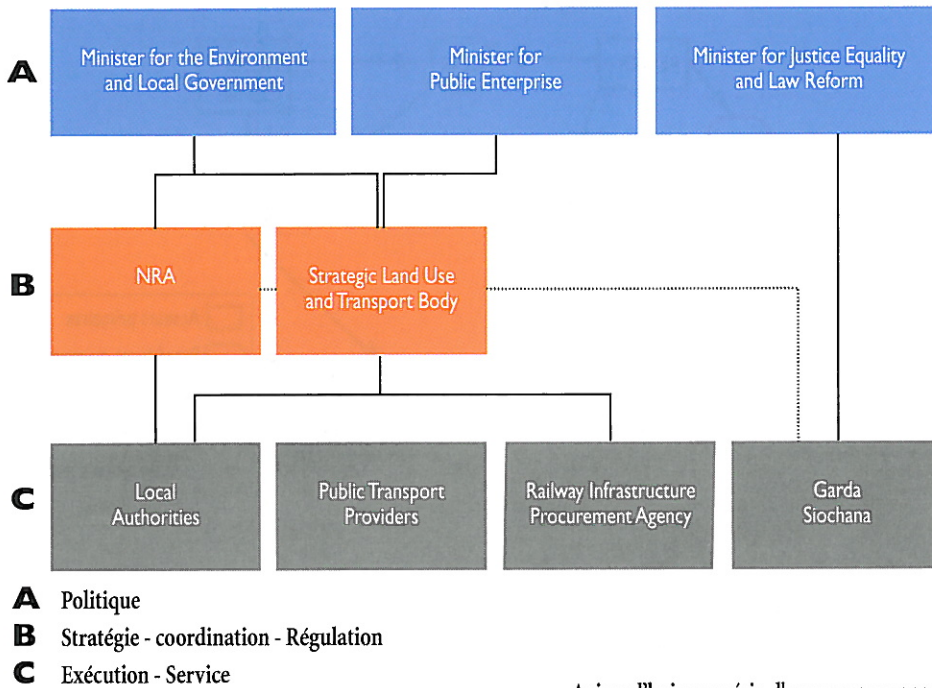 A
Minister for the Environment
and Local Government
Minister for
Public Enterprise
Minister for Justice Equality
and Law Reform
B
NRA
Strategic Land Use
and Transport Body
C
Local
Authorities
Public Transport
Providers
Railway Infrastructure
Procurement Agency
Garda
Siochana
A Politique
B Stratégie - coordination - Régulation
C Exécution - Service